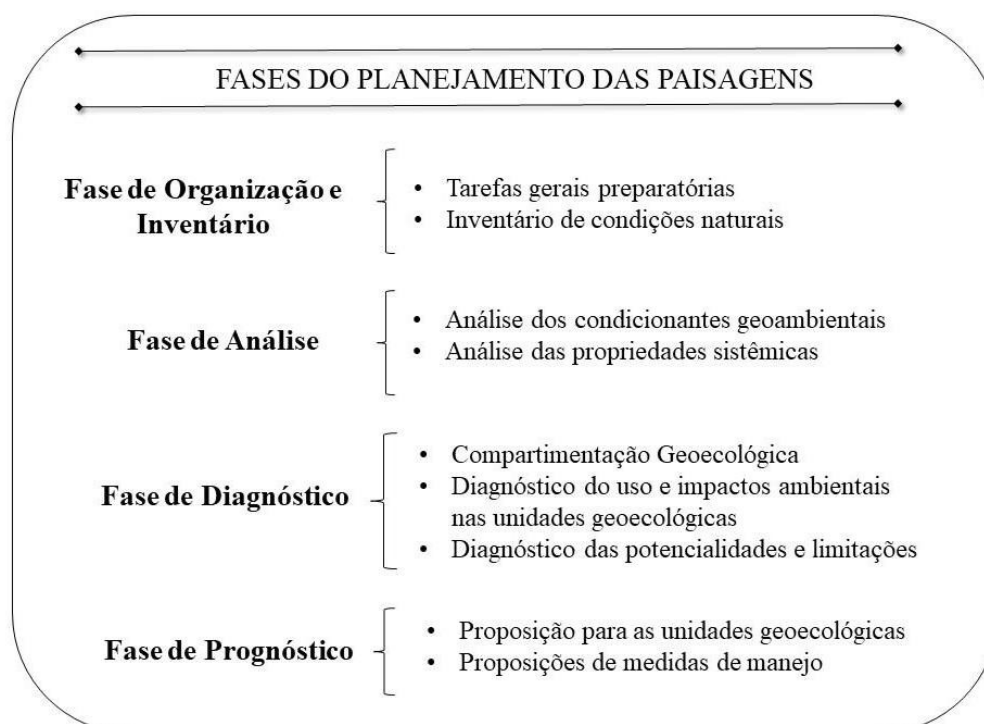 FASES DO PLANEJAMENTO DAS PAISAGENS
Fase de Organização e
Inventário
• Tarefas gerais preparatórias
• Inventário de condições naturais
Fase de Análise
• Análise dos condicionantes geoambientais
• Análise das propriedades sistêmicas
Fase de Diagnóstico
• Compartimentação Geoecológica
• Diagnóstico do uso e impactos ambientais
nas unidades geoecológicas
• Diagnóstico das potencialidades e limitações
Fase de Prognóstico
• Proposição para as unidades geoecológicas
• Proposições de medidas de manejo